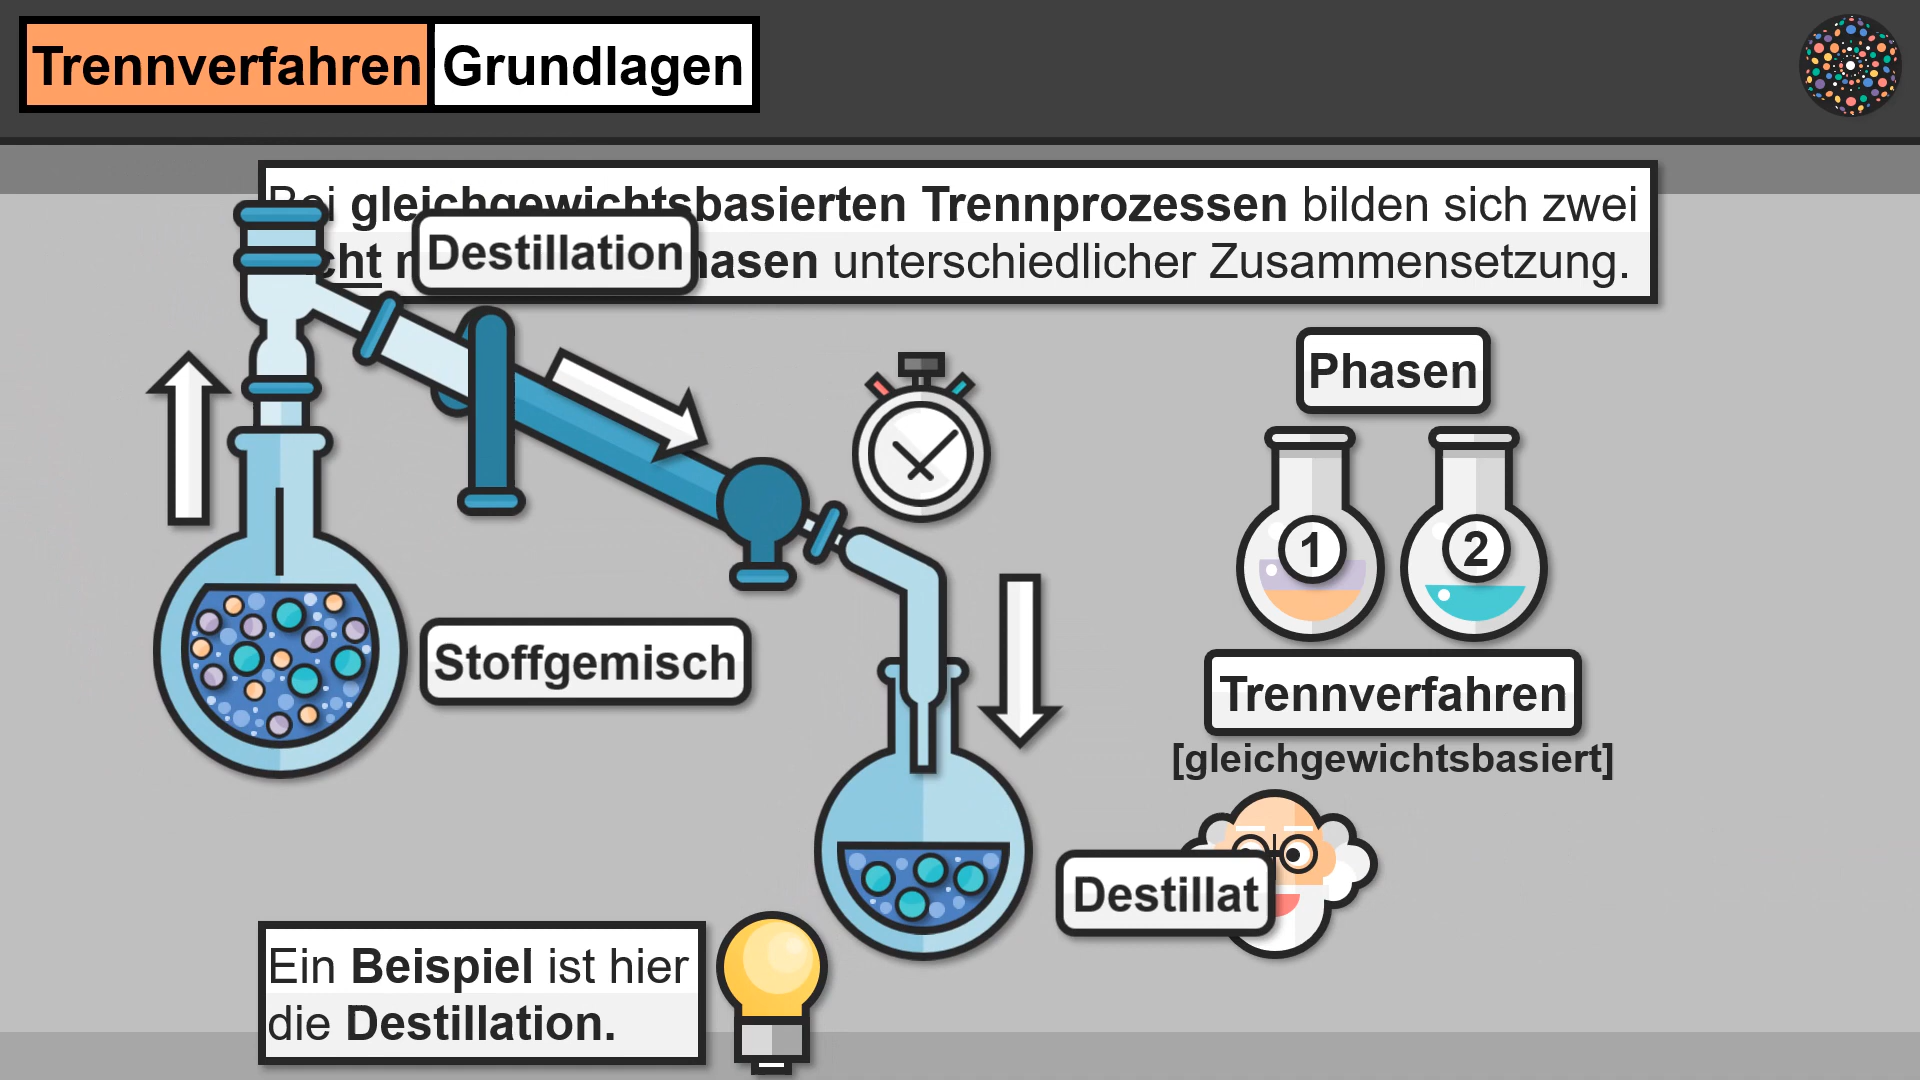 Trennverfahren Grundlagen
gleichgewichtsbasierten Trennprozessen bilden sich zwei
unterschiedlicher Zusammensetzung.
Destillation
Phasen
1 2
Stoffgemisch
Trennverfahren
[gleichgewichtsbasiert]
Destillat
Ein Beispiel ist hier
die Destillation.